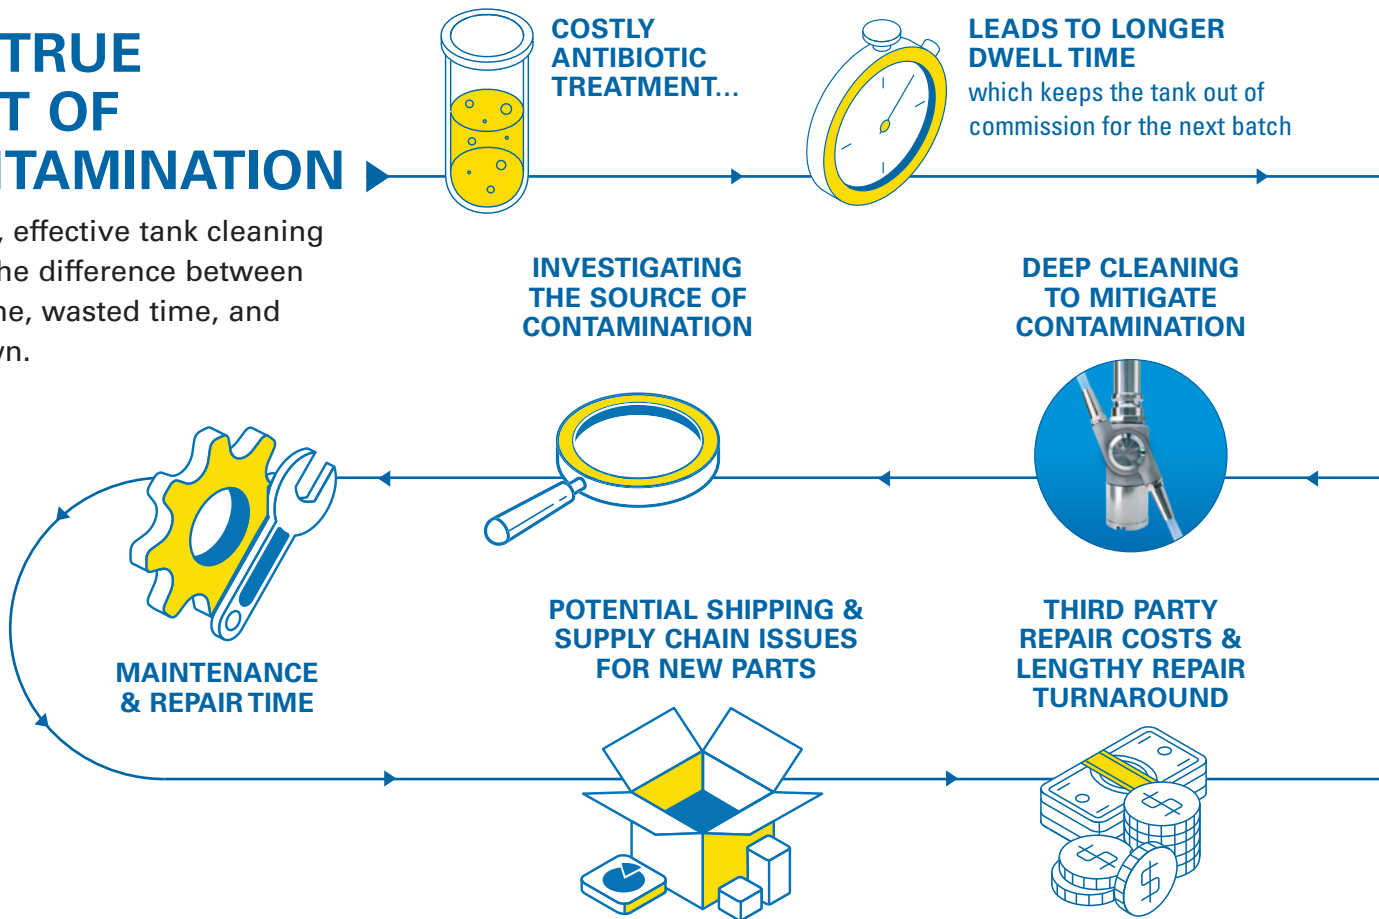 TRUE
T OF
NTAMINATION
, effective tank cleaning
he difference between
ne, wasted time, and
vn.
COSTLY
ANTIBIOTIC
TREATMENT...
LEADS TO LONGER
DWELL TIME
which keeps the tank out of
commission for the next batch
INVESTIGATING
THE SOURCE OF
CONTAMINATION
DEEP CLEANING
TO MITIGATE
CONTAMINATION
MAINTENANCE
& REPAIR TIME
POTENTIAL SHIPPING &
SUPPLY CHAIN ISSUES
FOR NEW PARTS
THIRD PARTY
REPAIR COSTS &
LENGTHY REPAIR
TURNAROUND
$
$
$